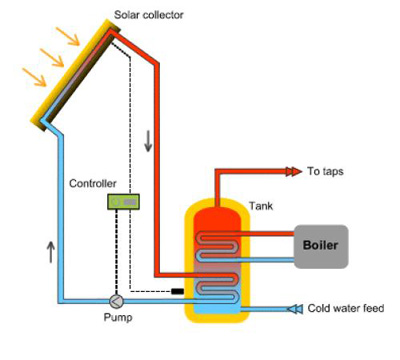 Solar collector
To taps
Controller
Tank
Boiler
Cold water feed
Pump